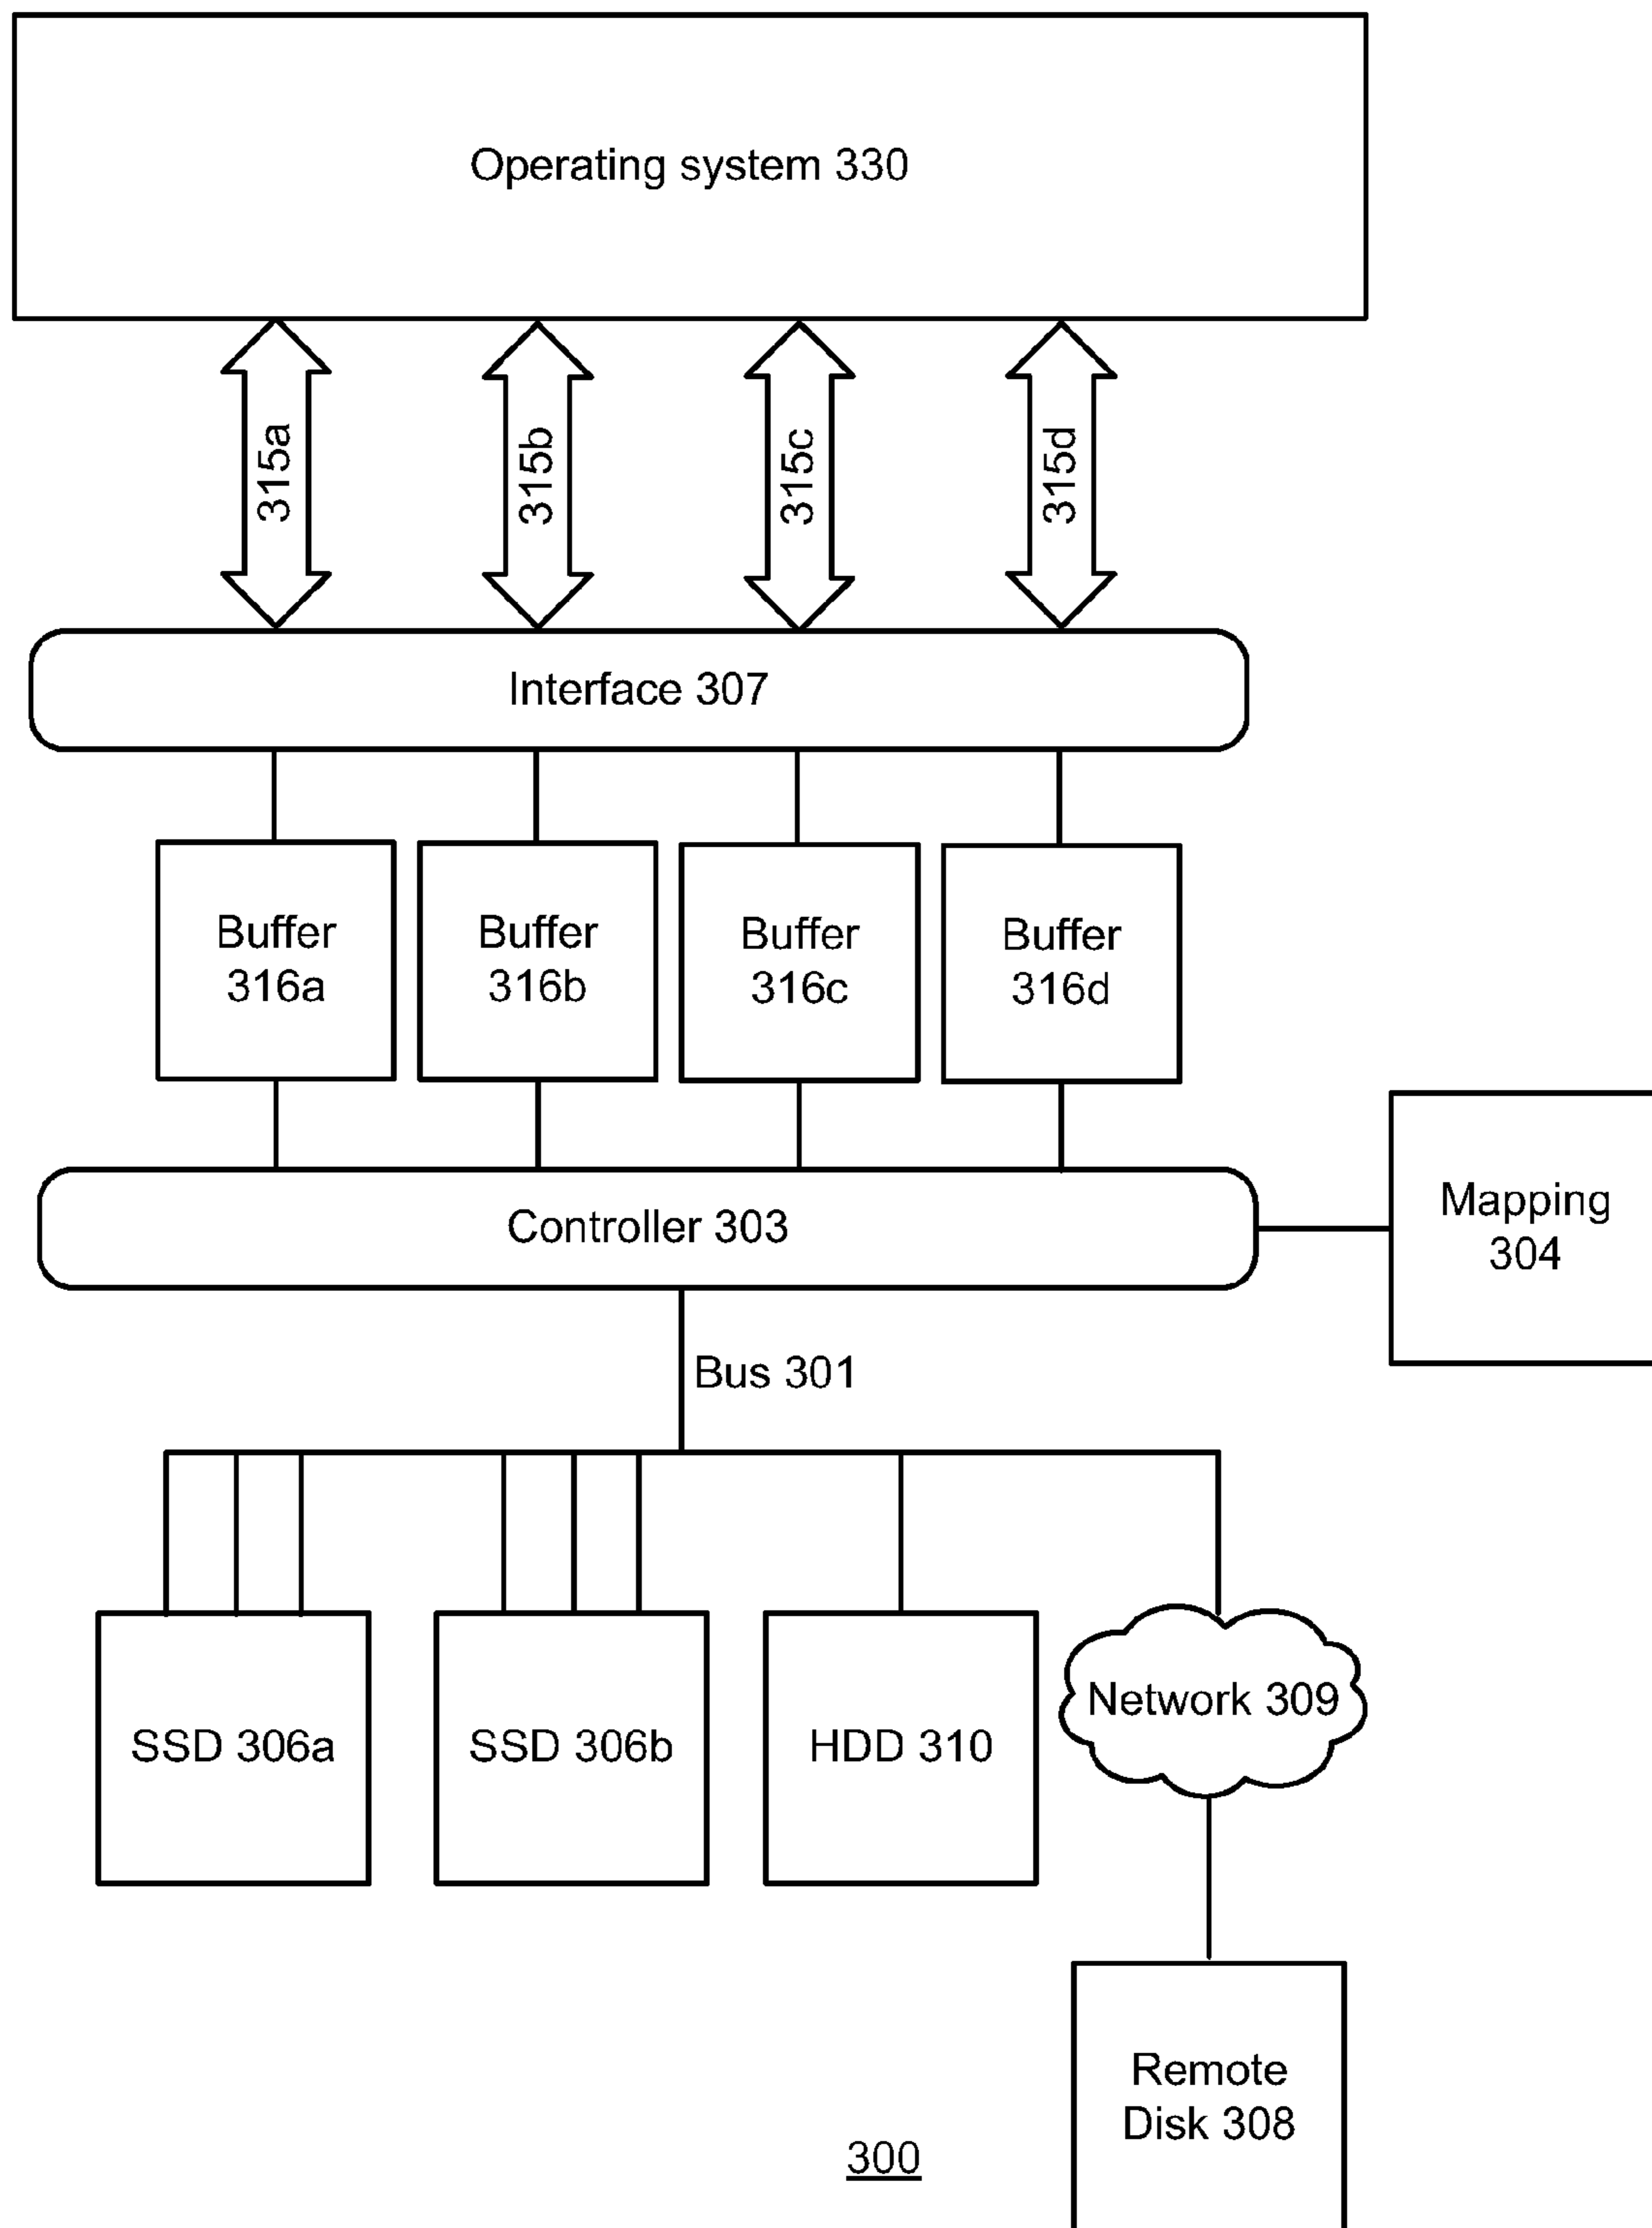 Operating system 330
315a
315b
315c
315d
Interface 307
Buffer
316a
Buffer
316b
Buffer
316c
Buffer
316d
Mapping
304
Controller 303
Bus 301
SSD 306a
SSD 306b
HDD 310
Network 309
Remote
Disk 308
300